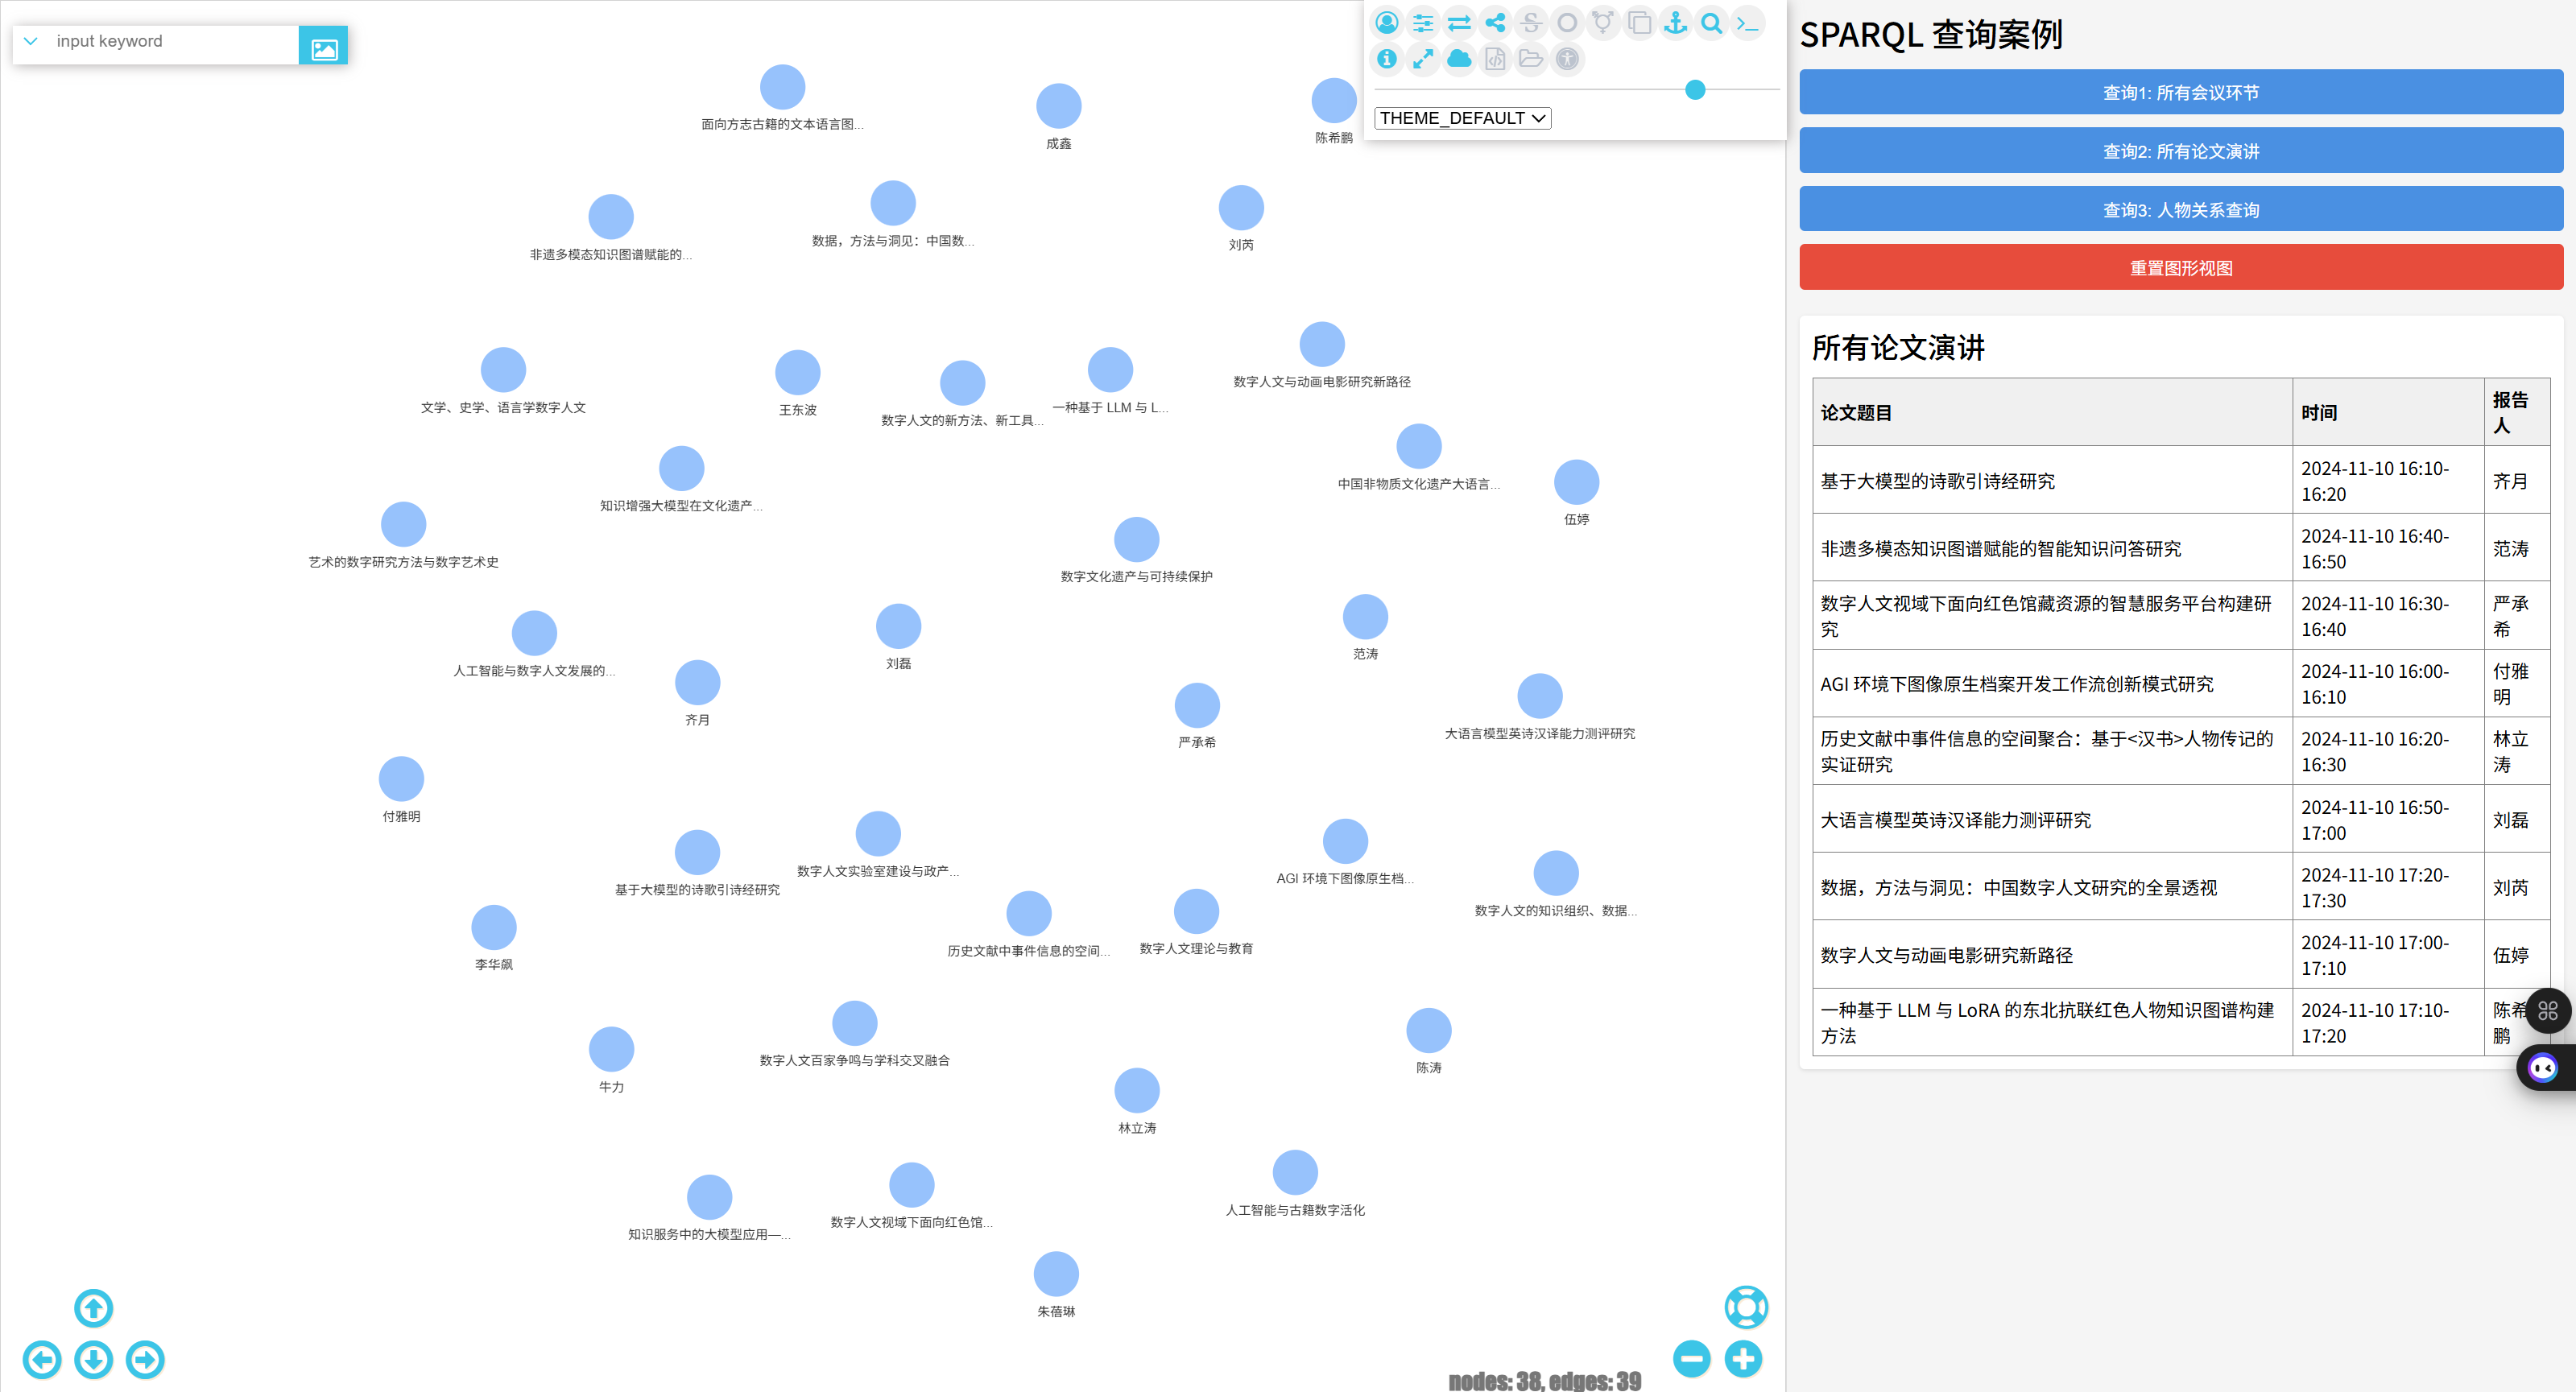 input keyword
THEME_DEFAULT
面向方志古籍的文本语言图...
成鑫
陈希鹏
非遗多模态知识图谱赋能的...
数据，方法与洞见：中国数...
刘芮
文学、史学、语言学数字人文
王东波
数字人文的新方法、新工具...
一种基于 LLM 与 L...
数字人文与动画电影研究新路径
知识增强大模型在文化遗产...
中国非物质文化遗产大语言...
伍婷
艺术的数字研究方法与数字艺术史
数字文化遗产与可持续保护
人工智能与数字人文发展的...
刘磊
范涛
齐月
严承希
大语言模型英诗汉译能力测评研究
付雅明
基于大模型的诗歌引诗经研究
数字人文实验室建设与政产...
AGI 环境下图像原生档...
数字人文的知识组织、数据...
李华飙
历史文献中事件信息的空间...
数字人文理论与教育
牛力
数字人文百家争鸣与学科交叉融合
陈涛
林立涛
知识服务中的大模型应用—...
数字人文视域下面向红色馆...
人工智能与古籍数字活化
朱蓓琳
nodes: 38, edges: 39
SPARQL 查询案例
查询1: 所有会议环节
查询2: 所有论文演讲
查询3: 人物关系查询
重置图形视图
所有论文演讲
论文题目
时间
报告
人
基于大模型的诗歌引诗经研究
2024-11-10 16:10-
16:20
齐月
非遗多模态知识图谱赋能的智能知识问答研究
2024-11-10 16:40-
16:50
范涛
数字人文视域下面向红色馆藏资源的智慧服务平台构建研
究
2024-11-10 16:30-
16:40
严承
希
AGI 环境下图像原生档案开发工作流创新模式研究
2024-11-10 16:00-
16:10
付雅
明
历史文献中事件信息的空间聚合：基于<汉书>人物传记的
实证研究
2024-11-10 16:20-
16:30
林立
涛
大语言模型英诗汉译能力测评研究
2024-11-10 16:50-
17:00
刘磊
数据，方法与洞见：中国数字人文研究的全景透视
2024-11-10 17:20-
17:30
刘芮
数字人文与动画电影研究新路径
2024-11-10 17:00-
17:10
伍婷
一种基于 LLM 与 LoRA 的东北抗联红色人物知识图谱构建
方法
2024-11-10 17:10-
17:20
陈希
鹏